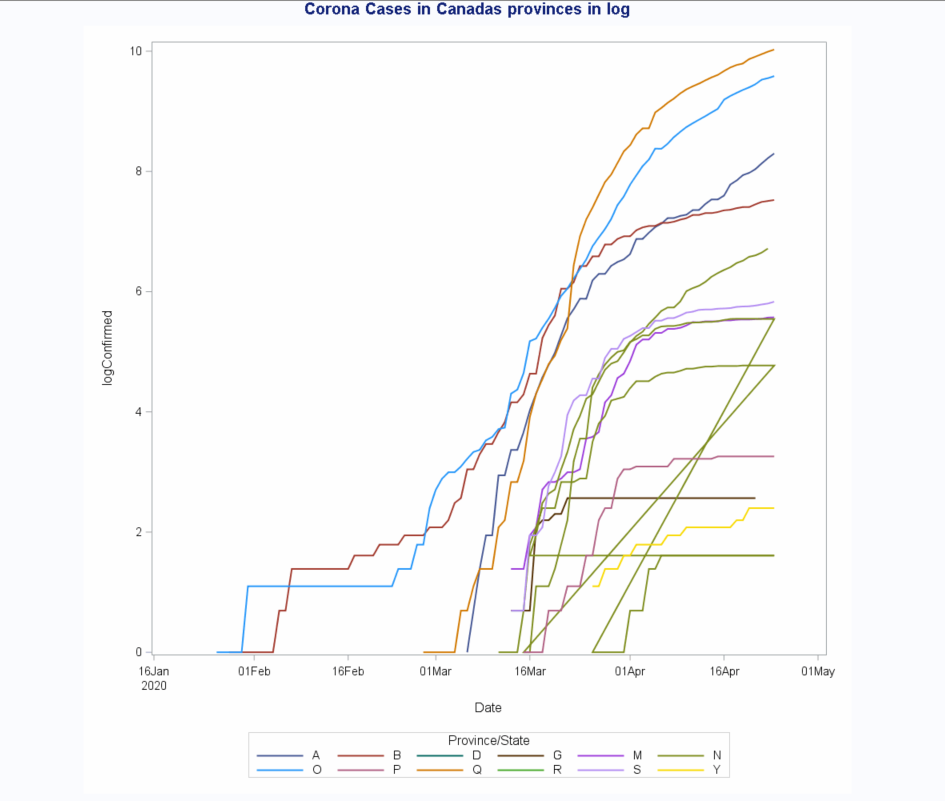 Corona Cases in Canadas provinces in log
10
8
6
4
2
0
logConfirmed
16Jan 01Feb 16Feb 01Mar 16Mar 01Apr 16Apr 01May
2020
Date
Province/State
A B D G M N
O P Q R S Y